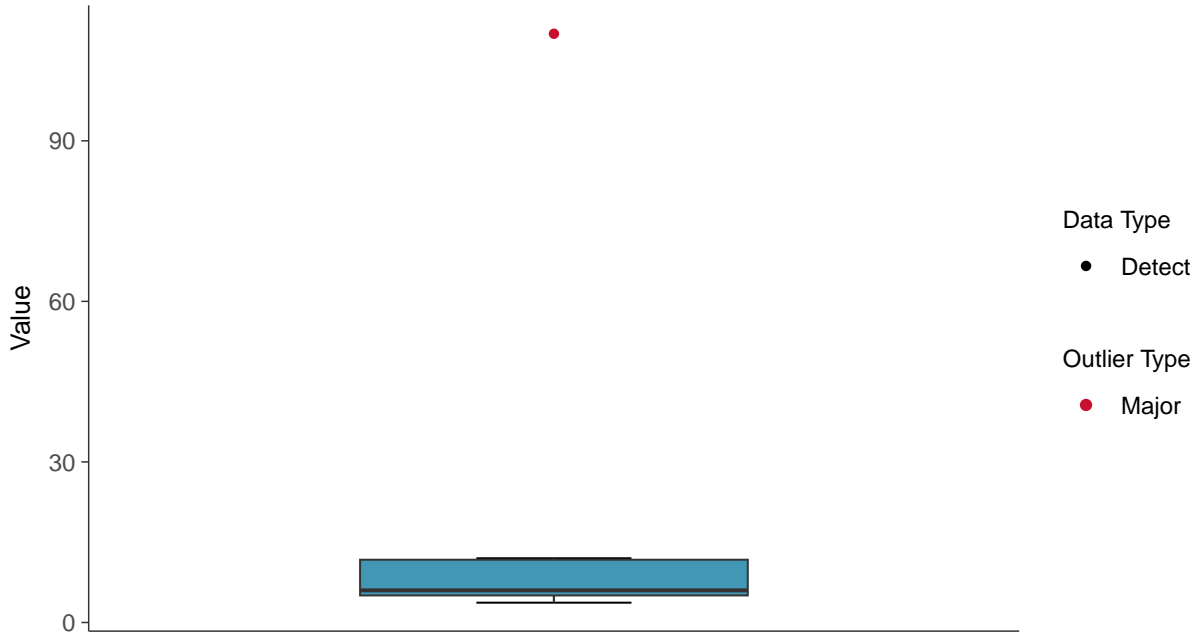 Value
90
60
30
0
Data Type
Detect
Outlier Type
Major